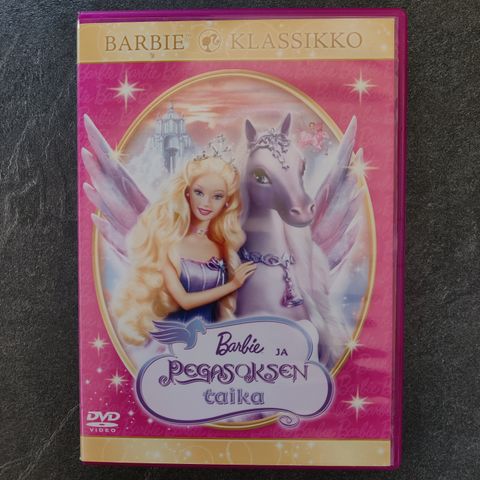 BARBIE KLASSIKKO
Barbie JA
PEGASOKSEN
taika
DVD
VIDEO